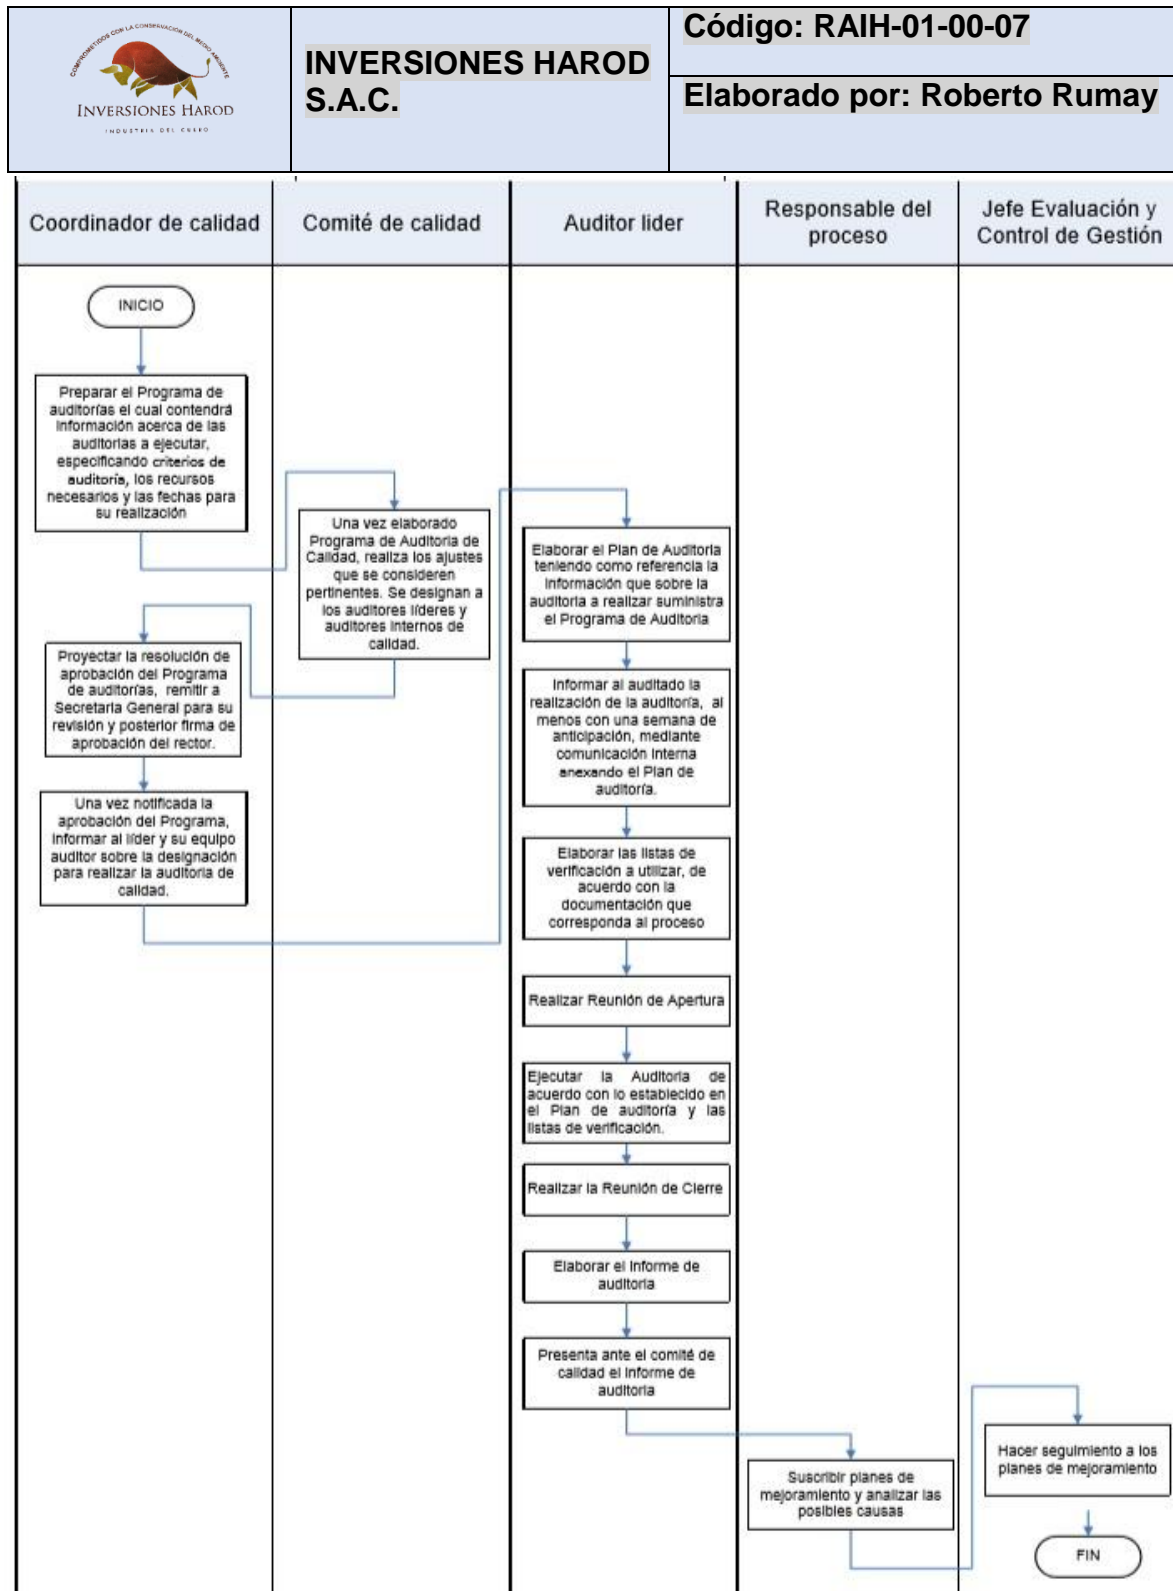 COMPROMETIDOS CON LA CONSERVACIÓN DEL MEDIO AMBIENTE
INVERSIONES HAROD
INDUSTRIA DEL CUERO
INVERSIONES HAROD
S.A.C.
Código: RAIH-01-00-07
Elaborado por: Roberto Rumay
Coordinador de calidad
Comité de calidad
Auditor lider
Responsable del
proceso
Jefe Evaluación y
Control de Gestión
INICIO
Preparar el Programa de
auditorías el cual contendrá
información acerca de las
auditorias a ejecutar,
especificando criterios de
auditoría, los recursos
necesarios y las fechas para
su realización
Una vez elaborado
Programa de Auditoria de
Calidad, realiza los ajustes
que se consideren
pertinentes. Se designan a
los auditores líderes y
auditores internos de
calidad.
Proyectar la resolución de
aprobación del Programa
de auditorías, remitir a
Secretaria General para su
revisión y posterior firma de
aprobación del rector.
Una vez notificada la
aprobación del Programa,
informar al líder y su equipo
auditor sobre la designación
para realizar la auditoria de
calidad.
Elaborar el Plan de Auditoria
teniendo como referencia la
información que sobre la
auditoria a realizar suministra
el Programa de Auditoria
Informar al auditado la
realización de la auditoría, al
menos con una semana de
anticipación, mediante
comunicación interna
anexando el Plan de
auditoría.
Elaborar las listas de
verificación a utilizar, de
acuerdo con la
documentación que
corresponda al proceso
Realizar Reunión de Apertura
Ejecutar la Auditoria de
acuerdo con lo establecido en
el Plan de auditoría y las
listas de verificación.
Realizar la Reunión de Cierre
Elaborar el Informe de
auditoria
Presenta ante el comité de
calidad el Informe de
auditoria
Suscribir planes de
mejoramiento y analizar las
posibles causas
Hacer seguimiento a los
planes de mejoramiento
FIN